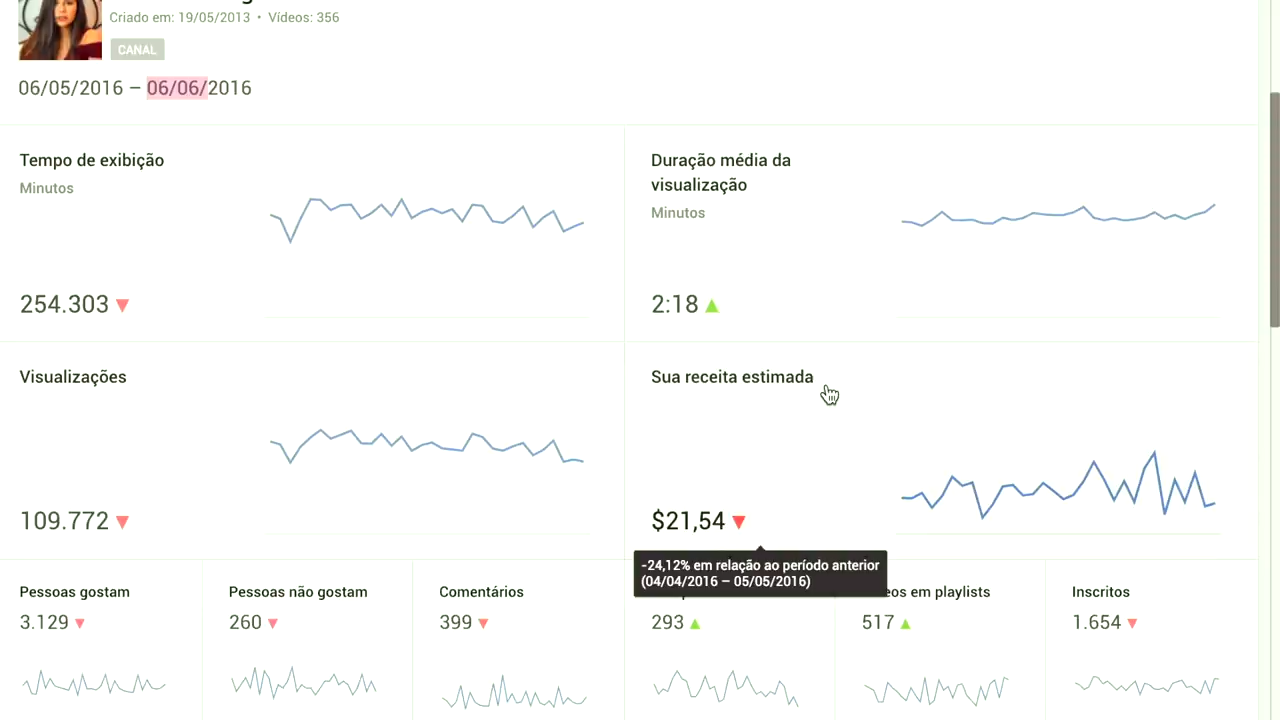 Criado em: 19/05/2013 • Vídeos: 356
CANAL
06/05/2016 – 06/06/2016
Tempo de exibição
Minutos
254.303
Duração média da
visualização
Minutos
2:18
Visualizações
109.772
Sua receita estimada
$21,54
-24,12% em relação ao período anterior
(04/04/2016 – 05/05/2016)
Pessoas gostam
3.129
Pessoas não gostam
260
Comentários
399
293
em playlists
517
Inscritos
1.654